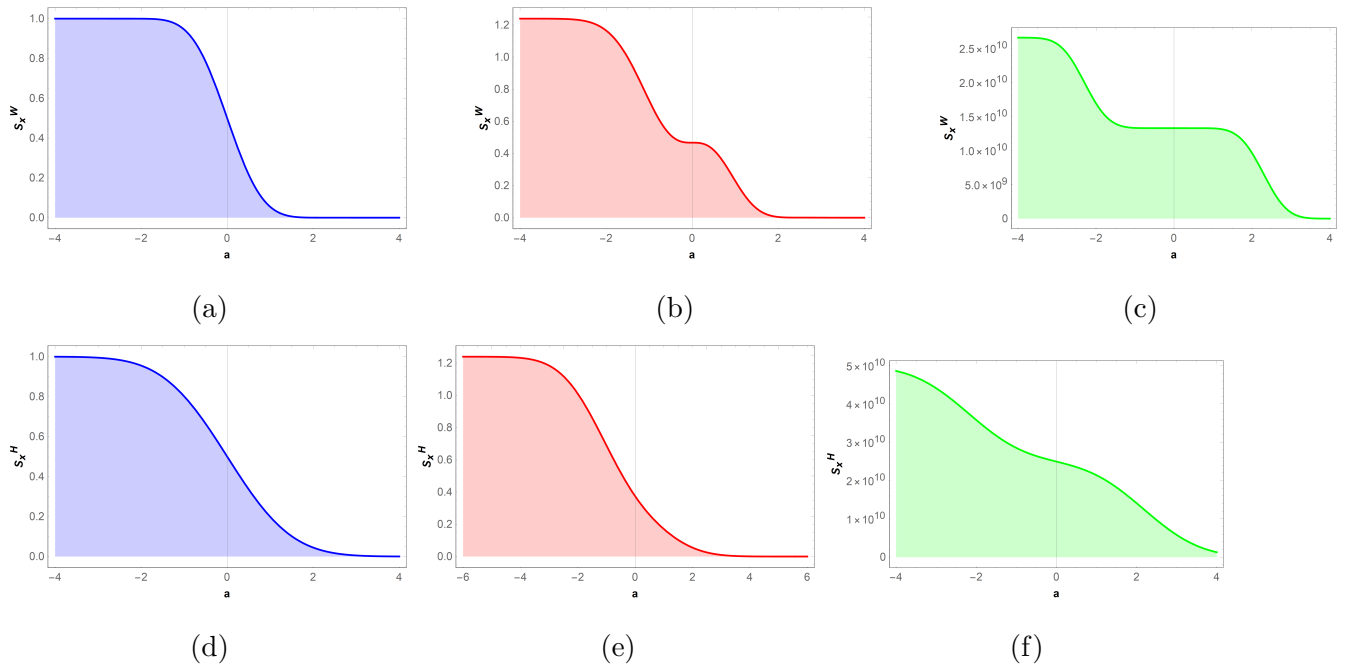 1.0
0.8
0.6
0.4
0.2
0.0
S_x^W
−4 −2 0 2 4
a
(a)
1.2
1.0
0.8
0.6
0.4
0.2
0.0
S_x^W
−4 −2 0 2 4
a
(b)
2.5×10^10
2.0×10^10
1.5×10^10
1.0×10^10
5.0×10^9
0
S_x^W
−4 −2 0 2 4
a
(c)
1.0
0.8
0.6
0.4
0.2
0.0
S_x^H
−4 −2 0 2 4
a
(d)
1.2
1.0
0.8
0.6
0.4
0.2
0.0
S_x^H
−6 −4 −2 0 2 4 6
a
(e)
5×10^10
4×10^10
3×10^10
2×10^10
1×10^10
0
S_x^H
−4 −2 0 2 4
a
(f)